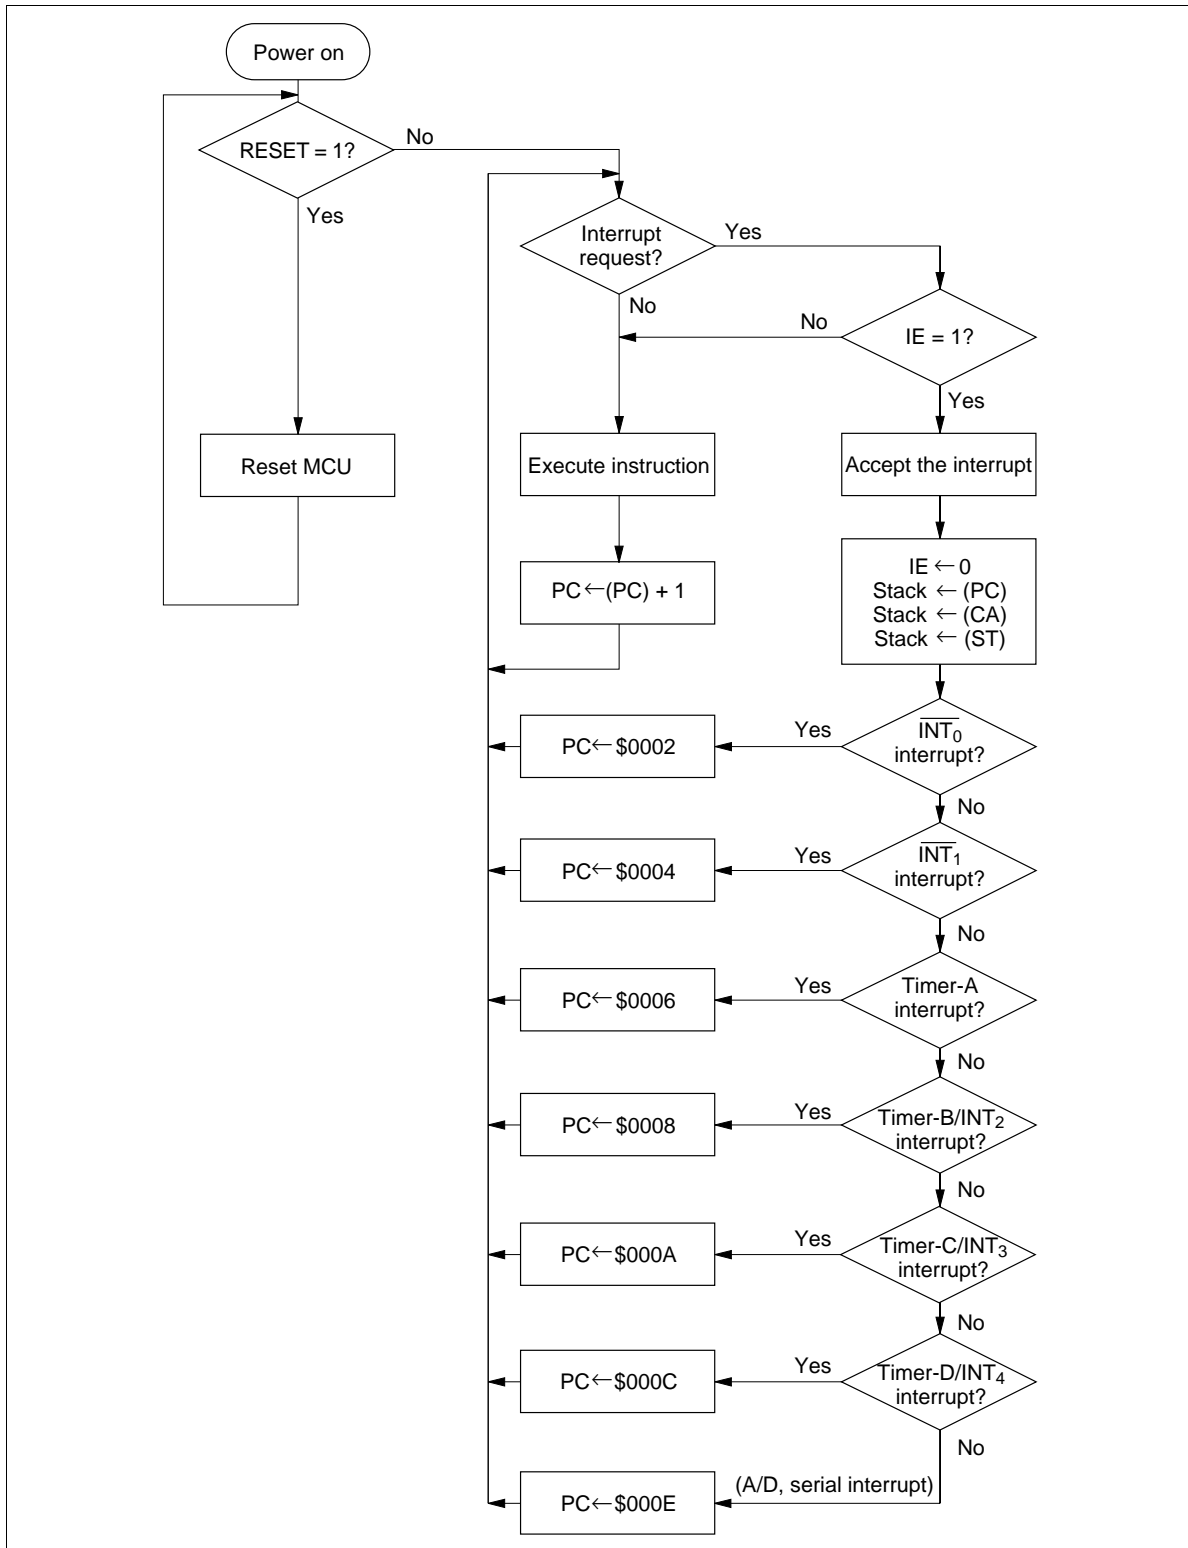 Power on
RESET = 1?
No
Yes
Interrupt
request?
Yes
No
No
IE = 1?
Yes
Reset MCU
Execute instruction
Accept the interrupt
PC←(PC) + 1
IE ← 0
Stack ← (PC)
Stack ← (CA)
Stack ← (ST)
PC← $0002
Yes
I̅N̅T̅₀
interrupt?
No
PC← $0004
Yes
I̅N̅T̅₁
interrupt?
No
PC← $0006
Yes
Timer-A
interrupt?
No
PC← $0008
Yes
Timer-B/INT₂
interrupt?
No
PC← $000A
Yes
Timer-C/INT₃
interrupt?
No
PC← $000C
Yes
Timer-D/INT₄
interrupt?
No
PC← $000E
(A/D, serial interrupt)